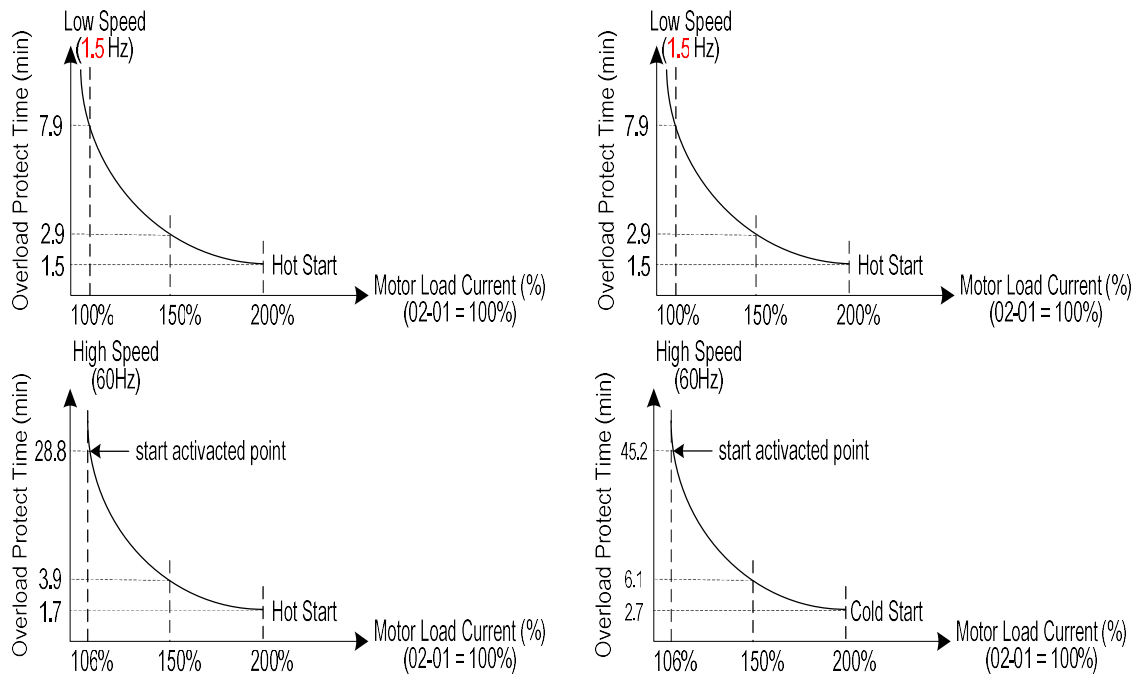 Low Speed
(1.5 Hz)
Overload Protect Time (min)
7.9
2.9
1.5
Hot Start
Motor Load Current (%)
(02-01 = 100%)
100%
150%
200%
Low Speed
(1.5 Hz)
Overload Protect Time (min)
7.9
2.9
1.5
Hot Start
Motor Load Current (%)
(02-01 = 100%)
100%
150%
200%
High Speed
(60Hz)
Overload Protect Time (min)
28.8
start activacted point
3.9
1.7
Hot Start
Motor Load Current (%)
(02-01 = 100%)
106%
150%
200%
High Speed
(60Hz)
Overload Protect Time (min)
45.2
start activacted point
6.1
2.7
Cold Start
Motor Load Current (%)
(02-01 = 100%)
106%
150%
200%